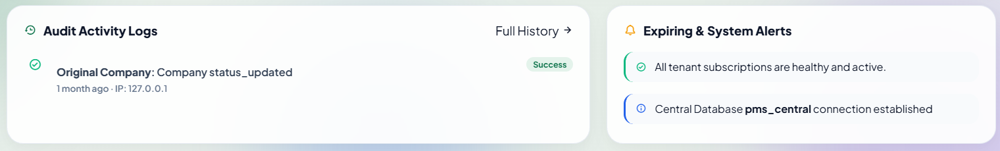 Audit Activity Logs
Full History →
Original Company: Company status_updated
Success
1 month ago · IP: 127.0.0.1
Expiring & System Alerts
All tenant subscriptions are healthy and active.
Central Database pms_central connection established